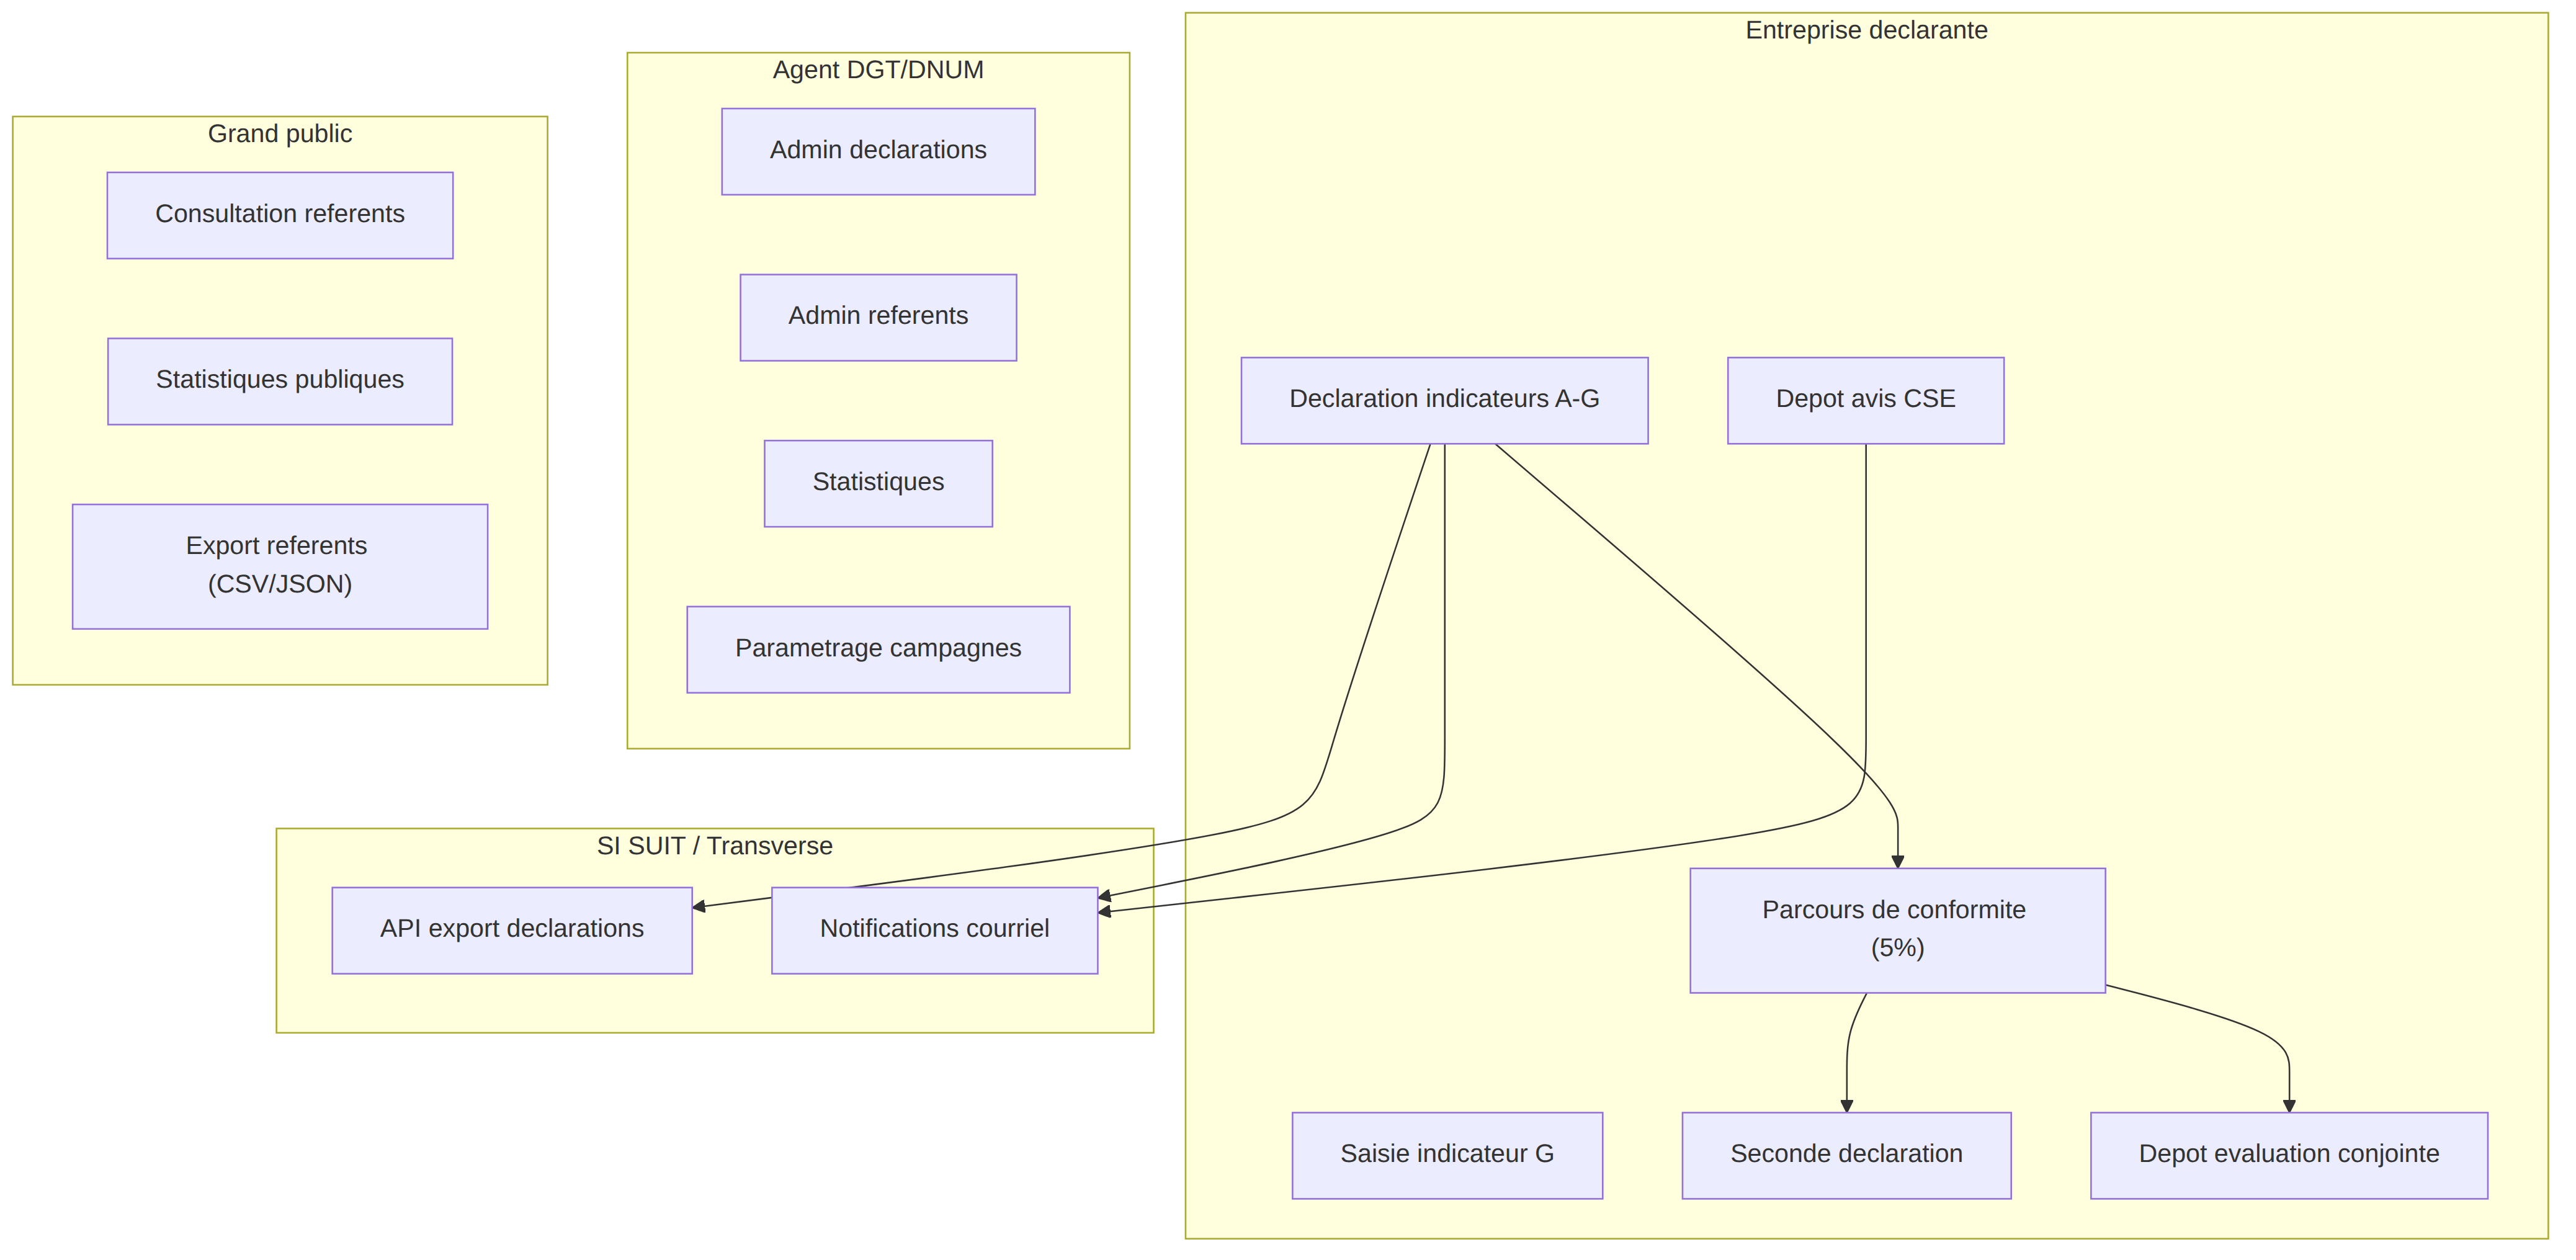 Entreprise declarante
Agent DGT/DNUM
Grand public
Admin declarations
Consultation referents
Admin referents
Statistiques publiques
Declaration indicateurs A-G
Depot avis CSE
Statistiques
Export referents
(CSV/JSON)
Parametrage campagnes
SI SUIT / Transverse
API export declarations
Notifications courriel
Parcours de conformite
(5%)
Saisie indicateur G
Seconde declaration
Depot evaluation conjointe